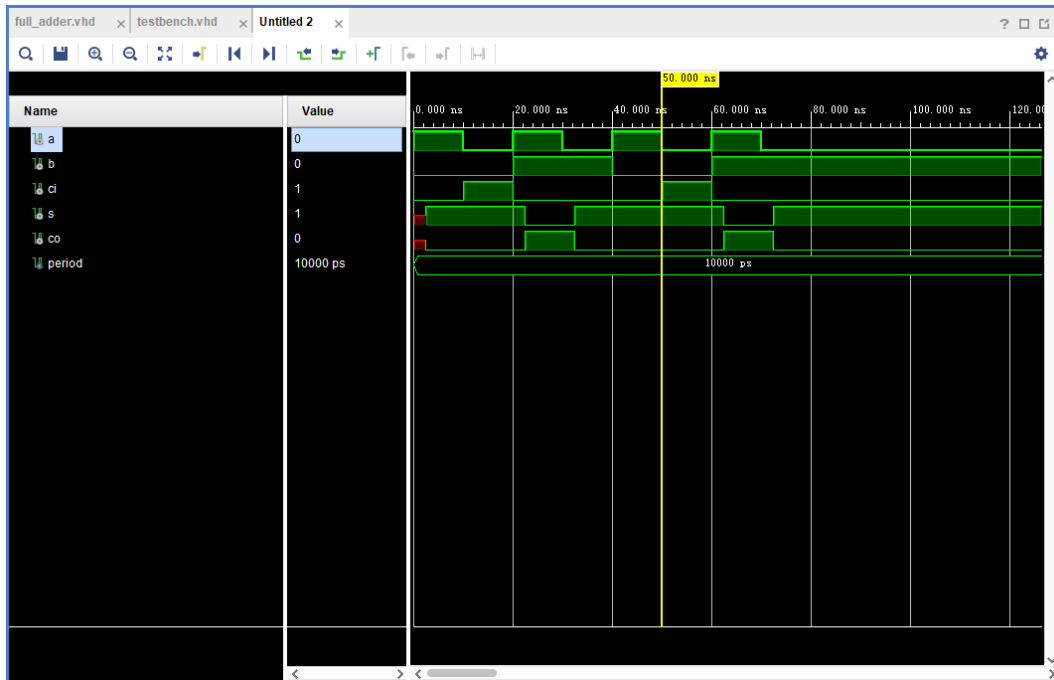 full_adder.vhd × testbench.vhd × Untitled 2 ×
50.000 ns
Name Value
0.000 ns 20.000 ns 40.000 ns 60.000 ns 80.000 ns 100.000 ns 120.00
a 0
b 0
ci 1
s 1
co 0
period 10000 ps 10000 ps